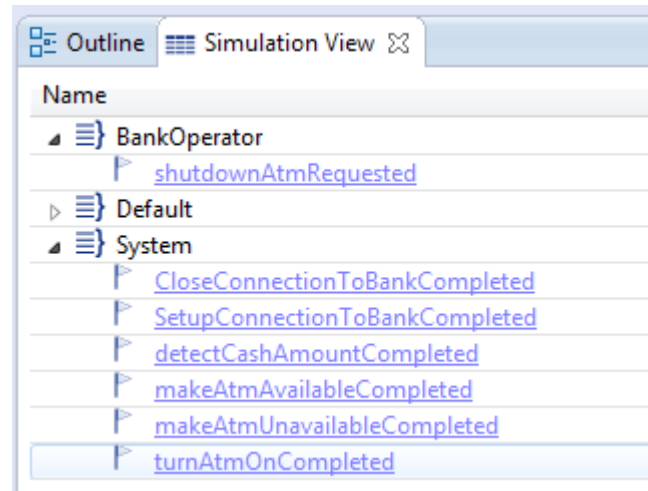 Outline Simulation View
Name
BankOperator
shutdownAtmRequested
Default
System
CloseConnectionToBankCompleted
SetupConnectionToBankCompleted
detectCashAmountCompleted
makeAtmAvailableCompleted
makeAtmUnavailableCompleted
turnAtmOnCompleted